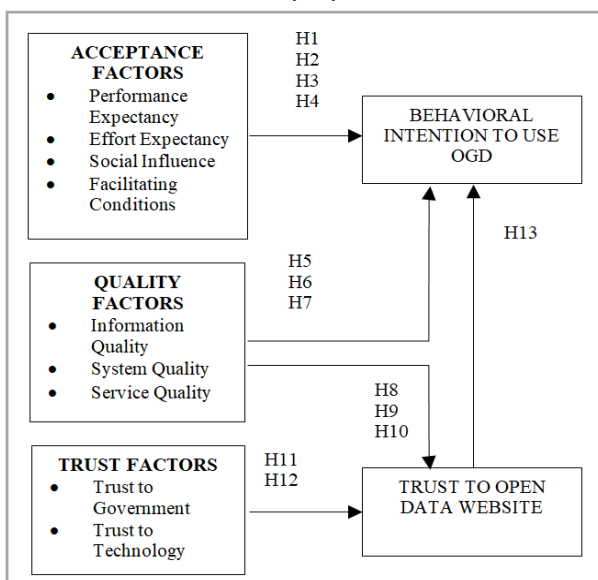 ACCEPTANCE
FACTORS
• Performance
Expectancy
• Effort Expectancy
• Social Influence
• Facilitating
Conditions
H1
H2
H3
H4
BEHAVIORAL
INTENTION TO USE
OGD
H13
QUALITY
FACTORS
• Information
Quality
• System Quality
• Service Quality
H5
H6
H7
H8
H9
H10
TRUST FACTORS
• Trust to
Government
• Trust to
Technology
H11
H12
TRUST TO OPEN
DATA WEBSITE